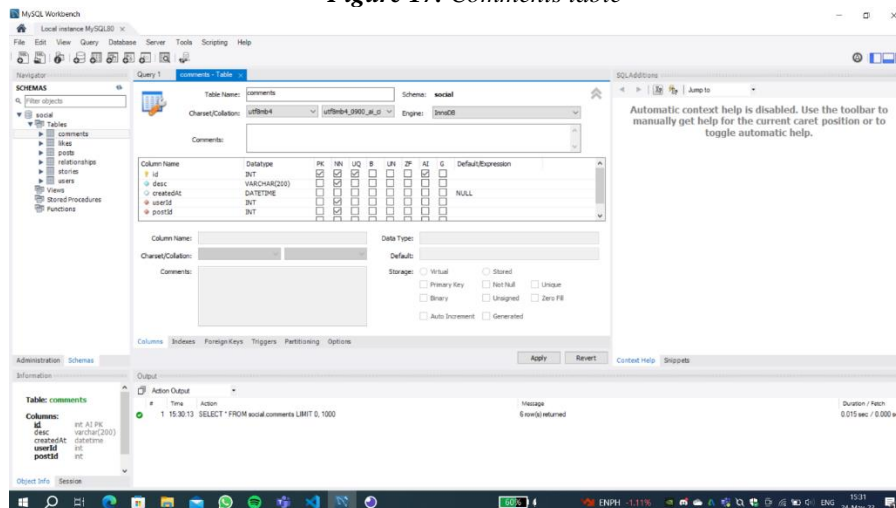 Figure 17. Comments table
MySQL Workbench
Local instance MySQL80 ×
File Edit View Query Database Server Tools Scripting Help
Navigator
SCHEMAS
Filter objects
social
Tables
comments
likes
posts
relationships
stories
users
Views
Stored Procedures
Functions
Administration Schemas
Query 1 comments - Table ×
Table Name: comments Schema: social
Charset/Collation: utf8mb4 utf8mb4_0900_ai_ci Engine: InnoDB
Comments:
Column Name Datatype PK NN UQ B UN ZF AI G Default/Expression
id INT
desc VARCHAR(200)
createdAt DATETIME NULL
userId INT
postId INT
Column Name: Data Type:
Charset/Collation: Default:
Comments: Storage: Virtual Stored
Primary Key Not Null Unique
Binary Unsigned Zero Fill
Auto Increment Generated
Columns Indexes Foreign Keys Triggers Partitioning Options
Apply Revert
SQLAdditions
Jump to
Automatic context help is disabled. Use the toolbar to
manually get help for the current caret position or to
toggle automatic help.
Context Help Snippets
Information
Table: comments
Columns:
id int AI PK
desc varchar(200)
createdAt datetime
userId int
postId int
Object Info Session
Output
Action Output
# Time Action Message Duration / Fetch
1 15:30:13 SELECT * FROM social.comments LIMIT 0, 1000 6 row(s) returned 0.015 sec / 0.000 s
60% ENPH -1.11% ENG 15:31
24-May-23